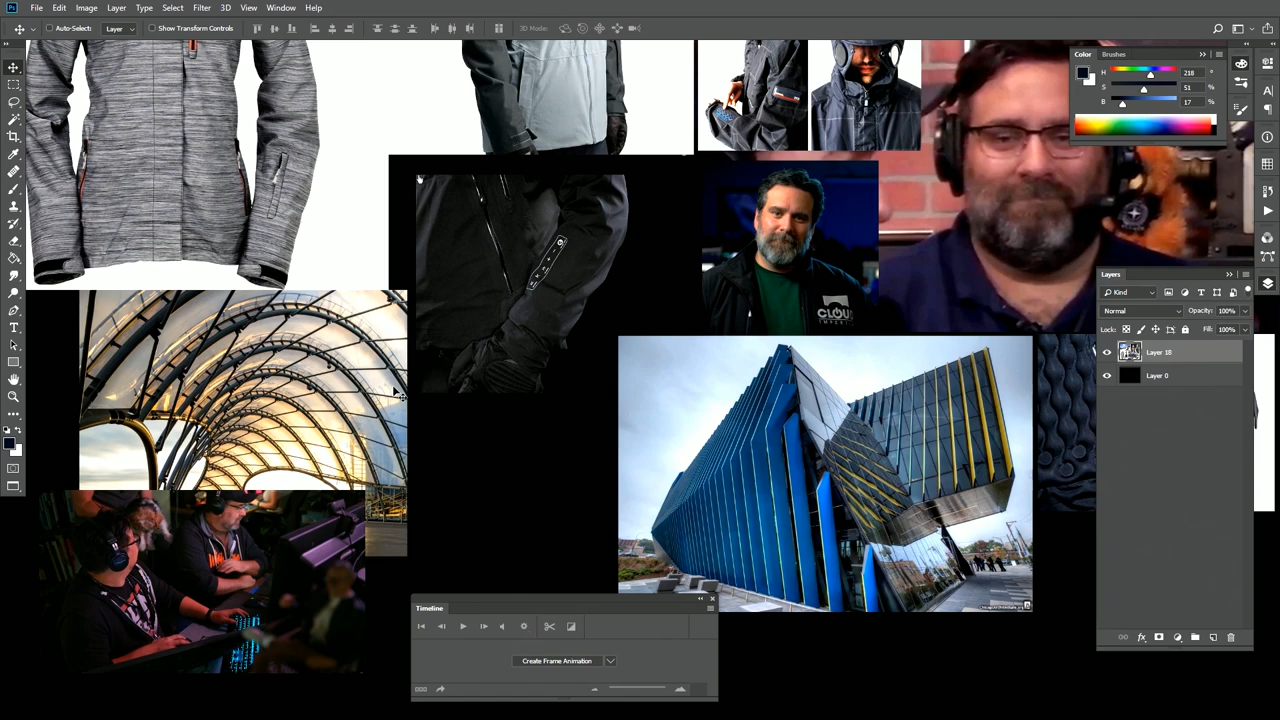 Ps File Edit Image Layer Type Select Filter 3D View Window Help
Auto-Select: Layer Show Transform Controls 3D Mode:
Color Brushes
H 218 °
S 51 %
B 17 %
CLOUD
IMPERIUM
Layers
Kind
Normal Opacity: 100%
Lock: Fill: 100%
Layer 18
Layer 0
Timeline
Create Frame Animation